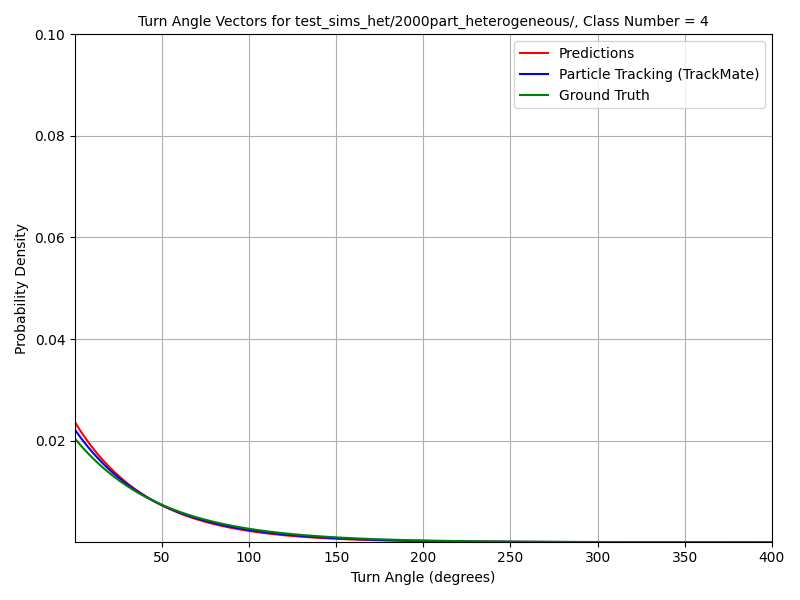 Turn Angle Vectors for test_sims_het/2000part_heterogeneous/, Class Number = 4
Predictions
Particle Tracking (TrackMate)
Ground Truth
Probability Density
0.10
0.08
0.06
0.04
0.02
50 100 150 200 250 300 350 400
Turn Angle (degrees)